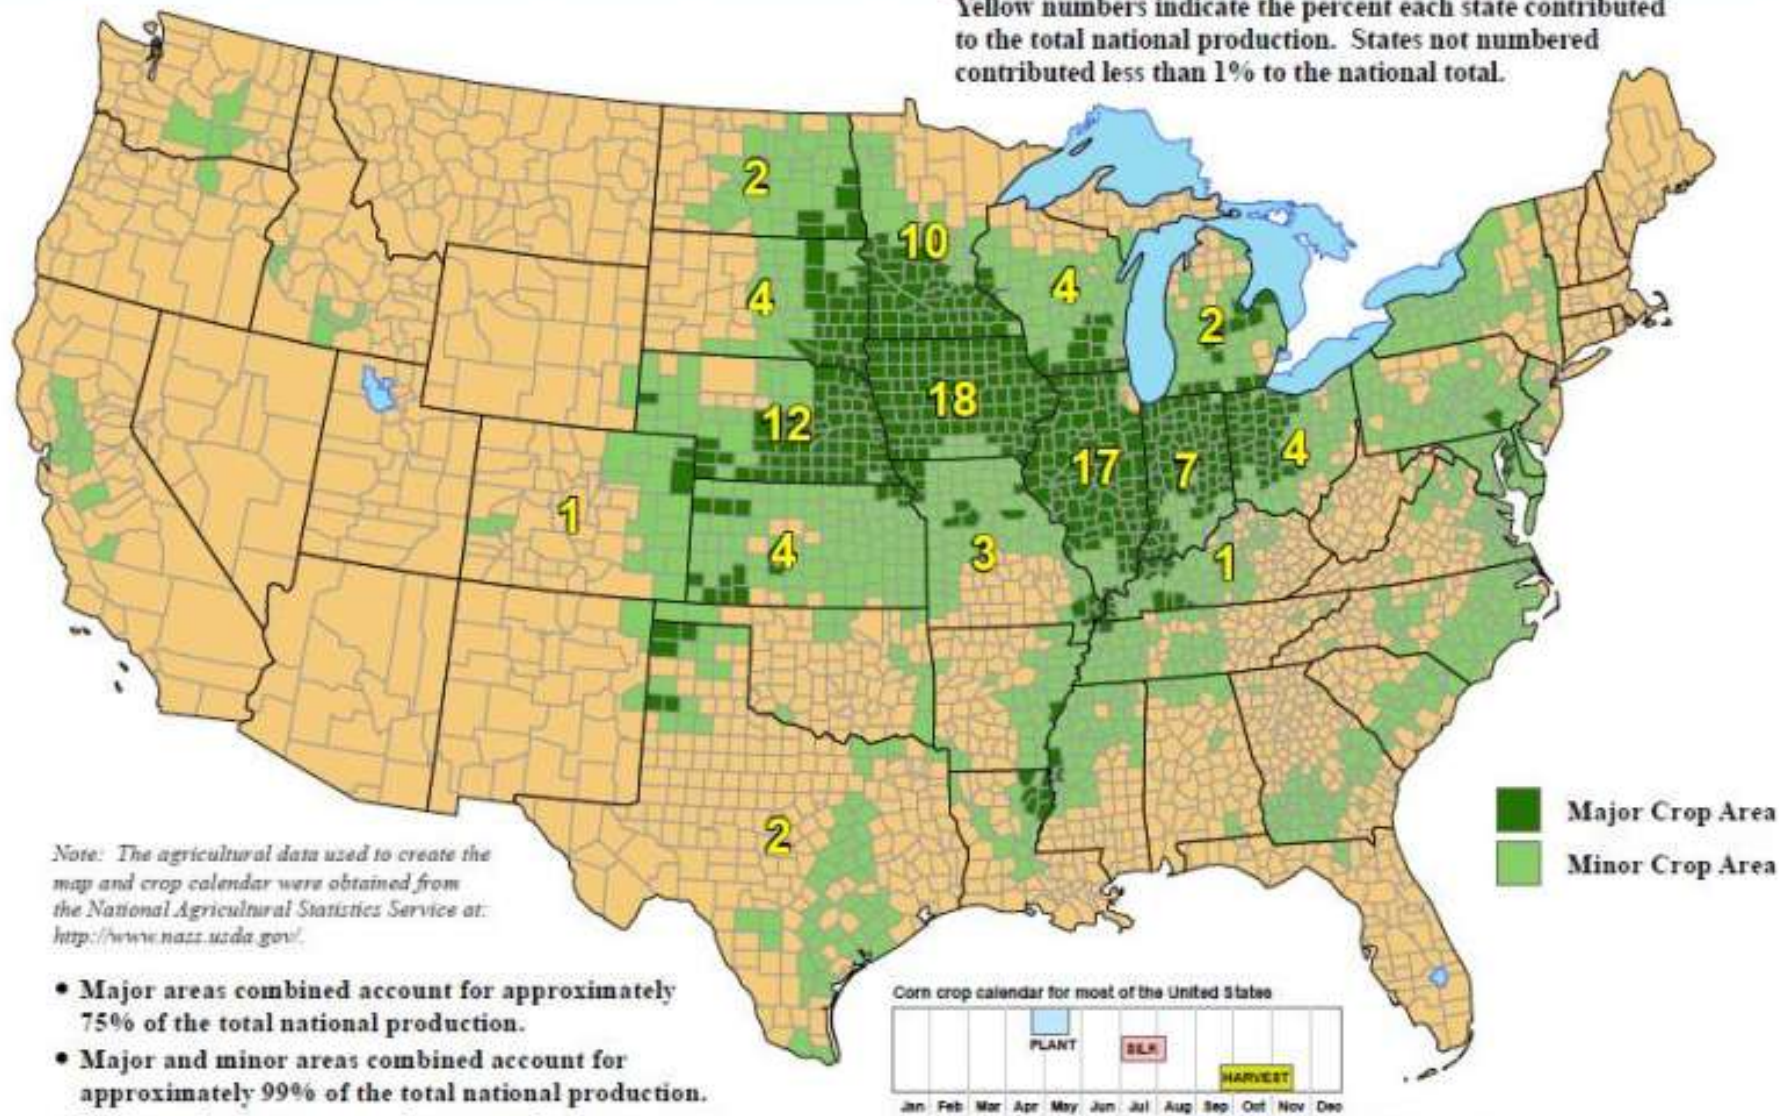 Yellow numbers indicate the percent each state contributed
to the total national production. States not numbered
contributed less than 1% to the national total.
2
10
4
4
2
12
18
17
7
4
1
4
3
1
2
Major Crop Area
Minor Crop Area
Note: The agricultural data used to create the
map and crop calendar were obtained from
the National Agricultural Statistics Service at:
http://www.nass.usda.gov/.
• Major areas combined account for approximately
75% of the total national production.
• Major and minor areas combined account for
approximately 99% of the total national production.
Corn crop calendar for most of the United States
PLANT
SILK
HARVEST
Jan Feb Mar Apr May Jun Jul Aug Sep Oct Nov Dec